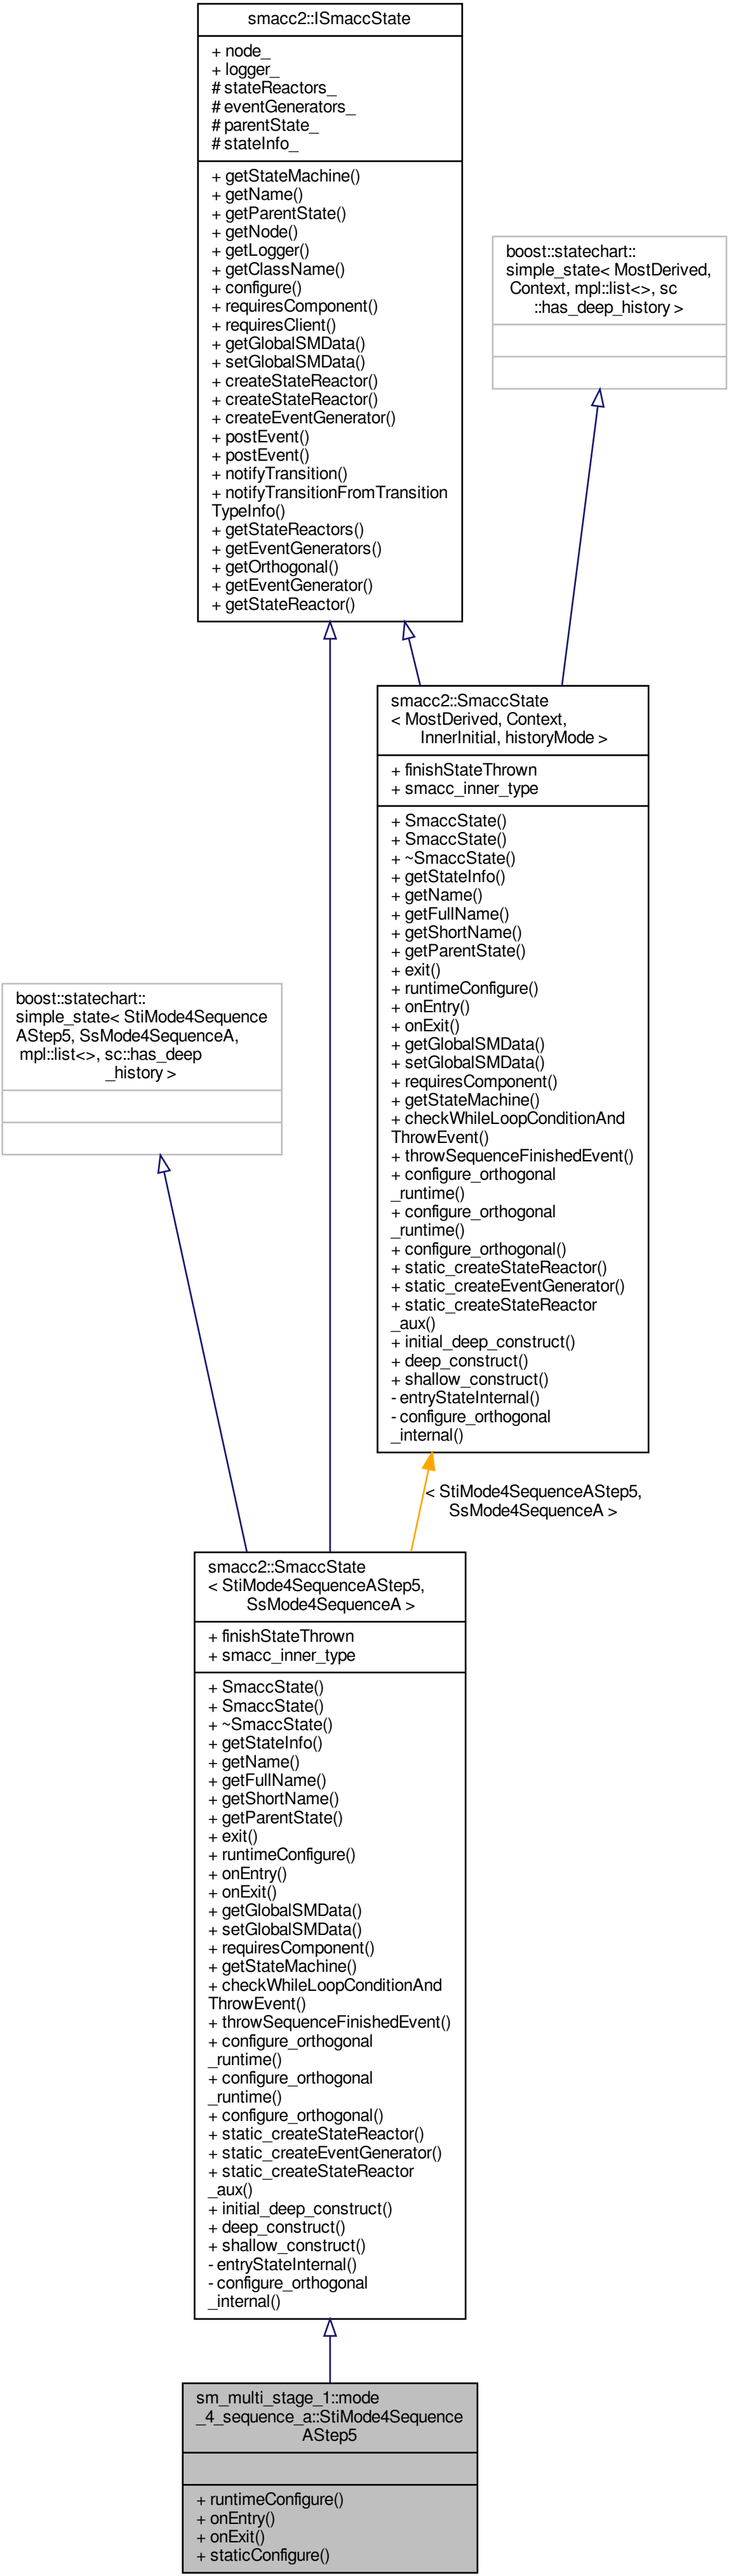 smacc2::ISmaccState
+ node_
+ logger_
# stateReactors_
# eventGenerators_
# parentState_
# stateInfo_
+ getStateMachine()
+ getName()
+ getParentState()
+ getNode()
+ getLogger()
+ getClassName()
+ configure()
+ requiresComponent()
+ requiresClient()
+ getGlobalSMData()
+ setGlobalSMData()
+ createStateReactor()
+ createStateReactor()
+ createEventGenerator()
+ postEvent()
+ postEvent()
+ notifyTransition()
+ notifyTransitionFromTransition
TypeInfo()
+ getStateReactors()
+ getEventGenerators()
+ getOrthogonal()
+ getEventGenerator()
+ getStateReactor()
boost::statechart::
simple_state< MostDerived,
Context, mpl::list<>, sc
::has_deep_history >
smacc2::SmaccState
< MostDerived, Context,
InnerInitial, historyMode >
+ finishStateThrown
+ smacc_inner_type
+ SmaccState()
+ SmaccState()
+ ~SmaccState()
+ getStateInfo()
+ getName()
+ getFullName()
+ getShortName()
+ getParentState()
+ exit()
+ runtimeConfigure()
+ onEntry()
+ onExit()
+ getGlobalSMData()
+ setGlobalSMData()
+ requiresComponent()
+ getStateMachine()
+ checkWhileLoopConditionAnd
ThrowEvent()
+ throwSequenceFinishedEvent()
+ configure_orthogonal
_runtime()
+ configure_orthogonal
_runtime()
+ configure_orthogonal()
+ static_createStateReactor()
+ static_createEventGenerator()
+ static_createStateReactor
_aux()
+ initial_deep_construct()
+ deep_construct()
+ shallow_construct()
- entryStateInternal()
- configure_orthogonal
_internal()
boost::statechart::
simple_state< StiMode4Sequence
AStep5, SsMode4SequenceA,
mpl::list<>, sc::has_deep
_history >
< StiMode4SequenceAStep5,
SsMode4SequenceA >
smacc2::SmaccState
< StiMode4SequenceAStep5,
SsMode4SequenceA >
+ finishStateThrown
+ smacc_inner_type
+ SmaccState()
+ SmaccState()
+ ~SmaccState()
+ getStateInfo()
+ getName()
+ getFullName()
+ getShortName()
+ getParentState()
+ exit()
+ runtimeConfigure()
+ onEntry()
+ onExit()
+ getGlobalSMData()
+ setGlobalSMData()
+ requiresComponent()
+ getStateMachine()
+ checkWhileLoopConditionAnd
ThrowEvent()
+ throwSequenceFinishedEvent()
+ configure_orthogonal
_runtime()
+ configure_orthogonal
_runtime()
+ configure_orthogonal()
+ static_createStateReactor()
+ static_createEventGenerator()
+ static_createStateReactor
_aux()
+ initial_deep_construct()
+ deep_construct()
+ shallow_construct()
- entryStateInternal()
- configure_orthogonal
_internal()
sm_multi_stage_1::mode
_4_sequence_a::StiMode4Sequence
AStep5
+ runtimeConfigure()
+ onEntry()
+ onExit()
+ staticConfigure()